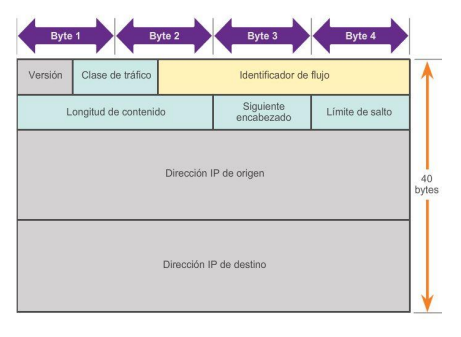 Byte 1
Byte 2
Byte 3
Byte 4
Versión
Clase de tráfico
Identificador de flujo
Longitud de contenido
Siguiente
encabezado
Límite de salto
Dirección IP de origen
40
bytes
Dirección IP de destino